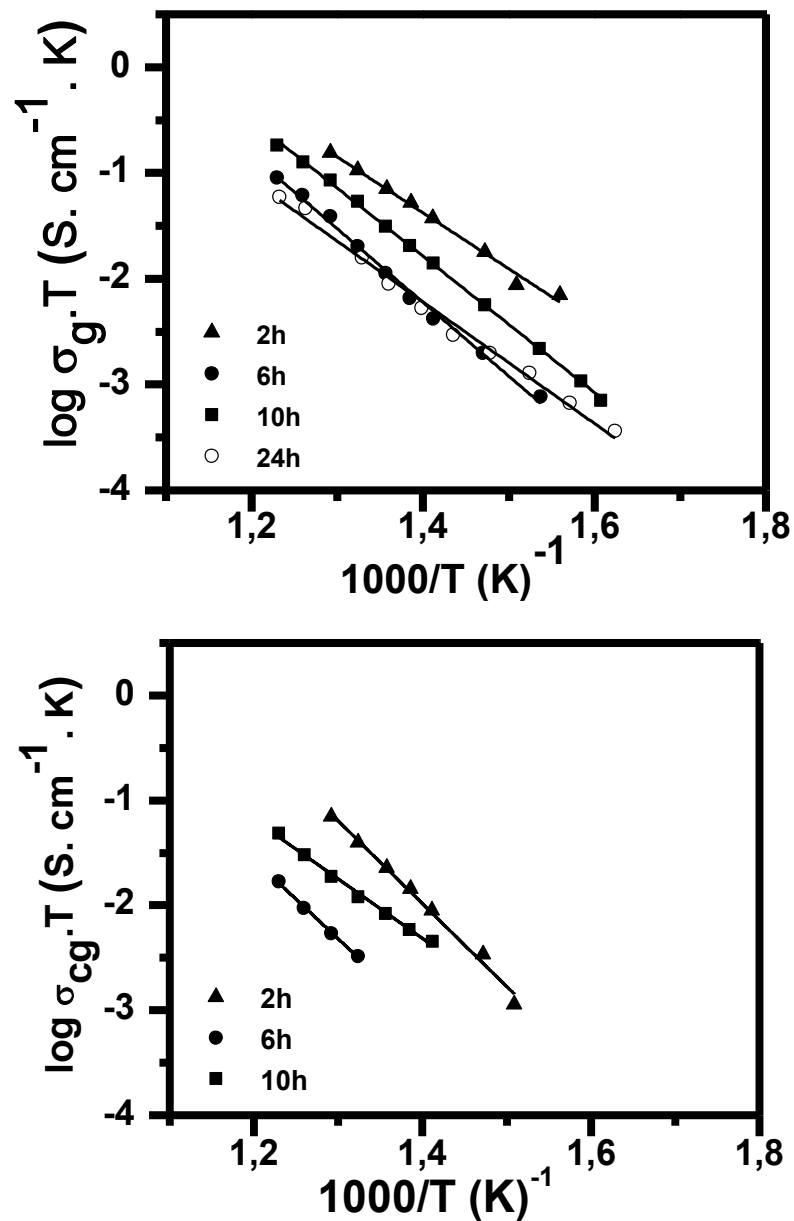 log σg.T (S. cm-1 . K)
0
-1
-2
-3
-4
2h
6h
10h
24h
1,2 1,4 1,6 1,8
1000/T (K)-1
log σcg.T (S. cm-1 . K)
0
-1
-2
-3
-4
2h
6h
10h
1,2 1,4 1,6 1,8
1000/T (K)-1